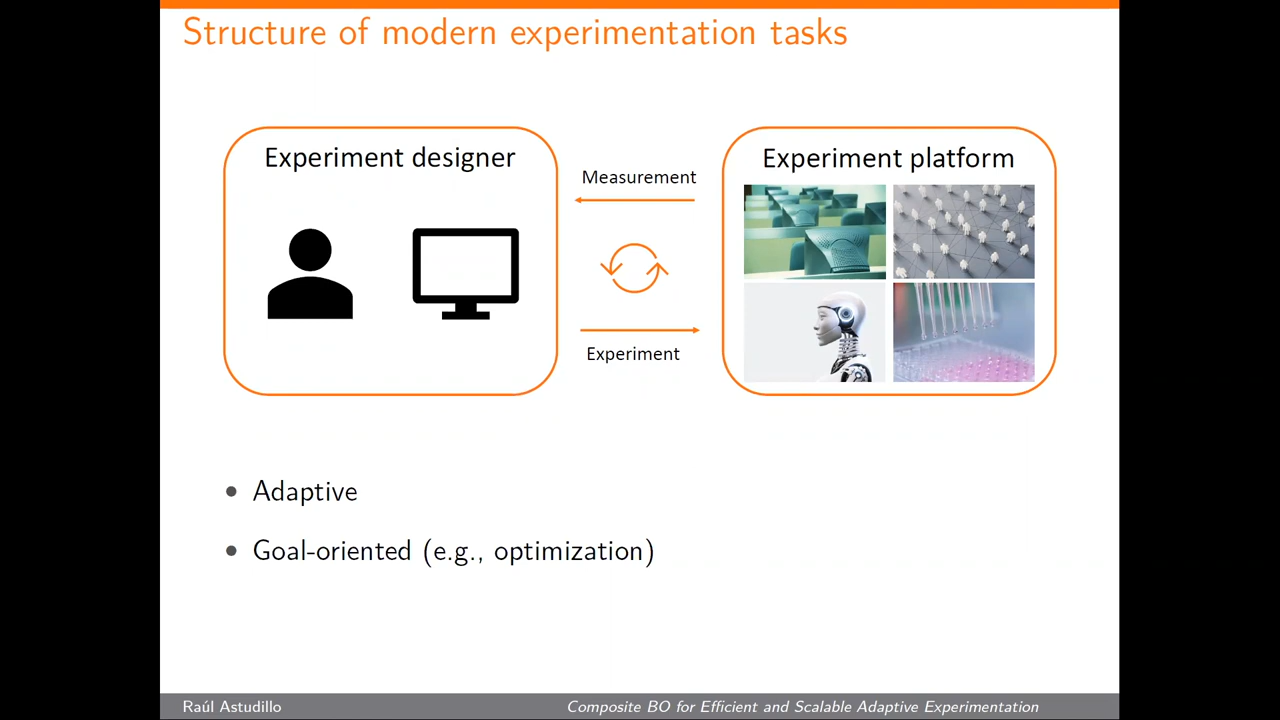 Structure of modern experimentation tasks
Experiment designer
Measurement
Experiment
Experiment platform
• Adaptive
• Goal-oriented (e.g., optimization)
Raúl Astudillo
Composite BO for Efficient and Scalable Adaptive Experimentation